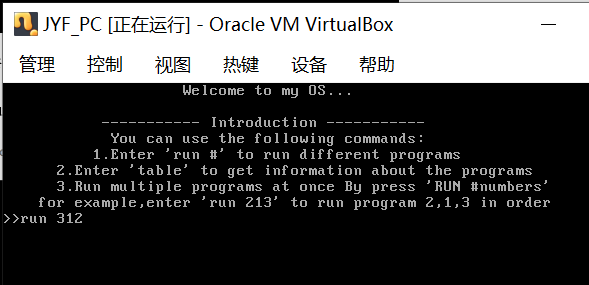 JYF_PC [正在运行] - Oracle VM VirtualBox
管理 控制 视图 热键 设备 帮助
Welcome to my OS...
----------- Introduction -----------
You can use the following commands:
1.Enter 'run #' to run different programs
2.Enter 'table' to get information about the programs
3.Run multiple programs at once By press 'RUN #numbers'
for example,enter 'run 213' to run program 2,1,3 in order
>>run 312